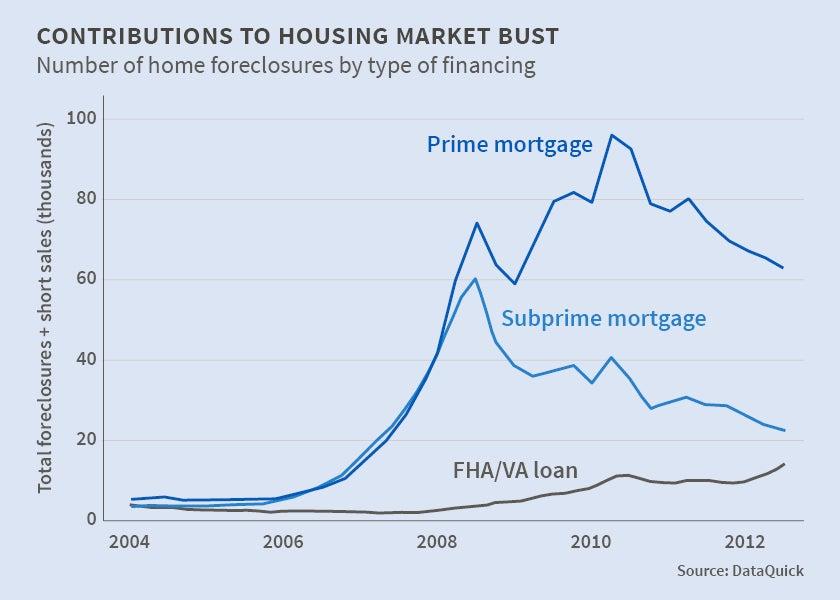 CONTRIBUTIONS TO HOUSING MARKET BUST
Number of home foreclosures by type of financing
Total foreclosures + short sales (thousands)
100
80
60
40
20
0
Prime mortgage
Subprime mortgage
FHA/VA loan
2004 2006 2008 2010 2012
Source: DataQuick